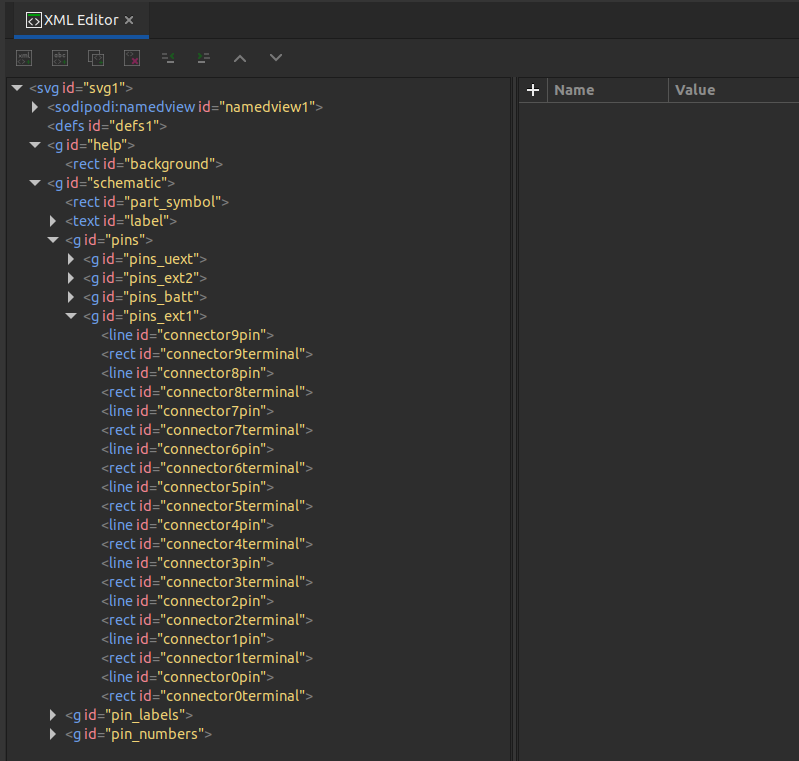 XML Editor
<svg id="svg1">
<sodipodi:namedview id="namedview1">
<defs id="defs1">
<g id="help">
<rect id="background">
<g id="schematic">
<rect id="part_symbol">
<text id="label">
<g id="pins">
<g id="pins_uext">
<g id="pins_ext2">
<g id="pins_batt">
<g id="pins_ext1">
<line id="connector9pin">
<rect id="connector9terminal">
<line id="connector8pin">
<rect id="connector8terminal">
<line id="connector7pin">
<rect id="connector7terminal">
<line id="connector6pin">
<rect id="connector6terminal">
<line id="connector5pin">
<rect id="connector5terminal">
<line id="connector4pin">
<rect id="connector4terminal">
<line id="connector3pin">
<rect id="connector3terminal">
<line id="connector2pin">
<rect id="connector2terminal">
<line id="connector1pin">
<rect id="connector1terminal">
<line id="connector0pin">
<rect id="connector0terminal">
<g id="pin_labels">
<g id="pin_numbers">
Name Value